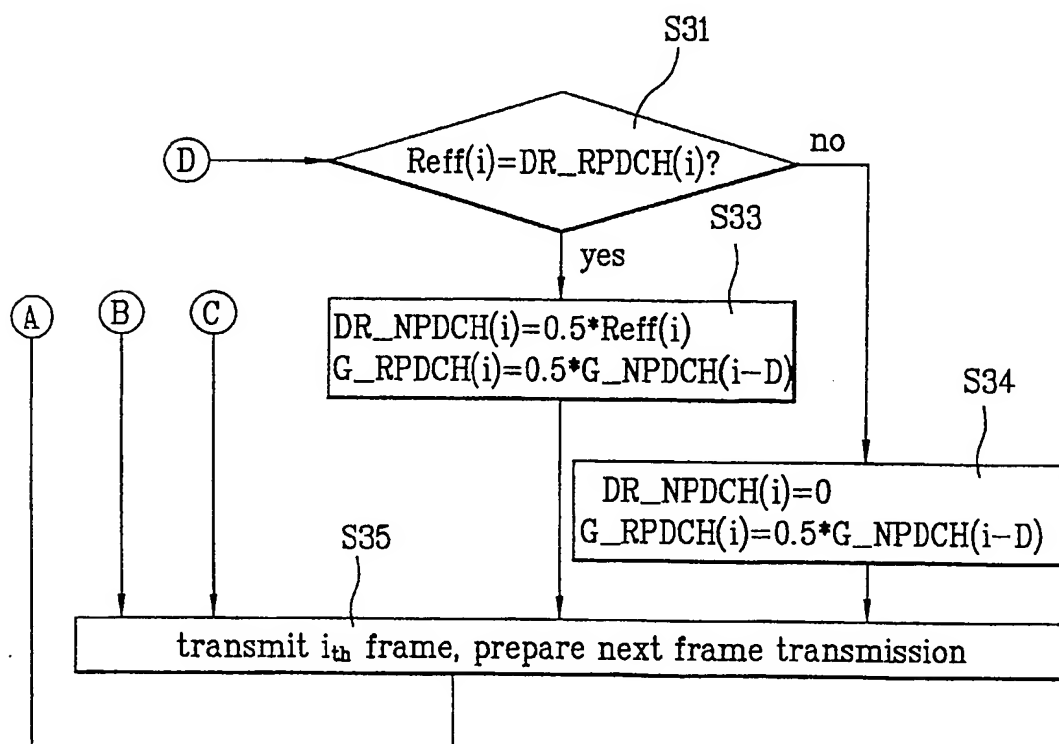 S31
D
Reff(i)=DR_RPDCH(i)?
no
yes
S33
A
B
C
DR_NPDCH(i)=0.5*Reff(i)
G_RPDCH(i)=0.5*G_NPDCH(i-D)
S34
DR_NPDCH(i)=0
G_RPDCH(i)=0.5*G_NPDCH(i-D)
S35
transmit ith frame, prepare next frame transmission